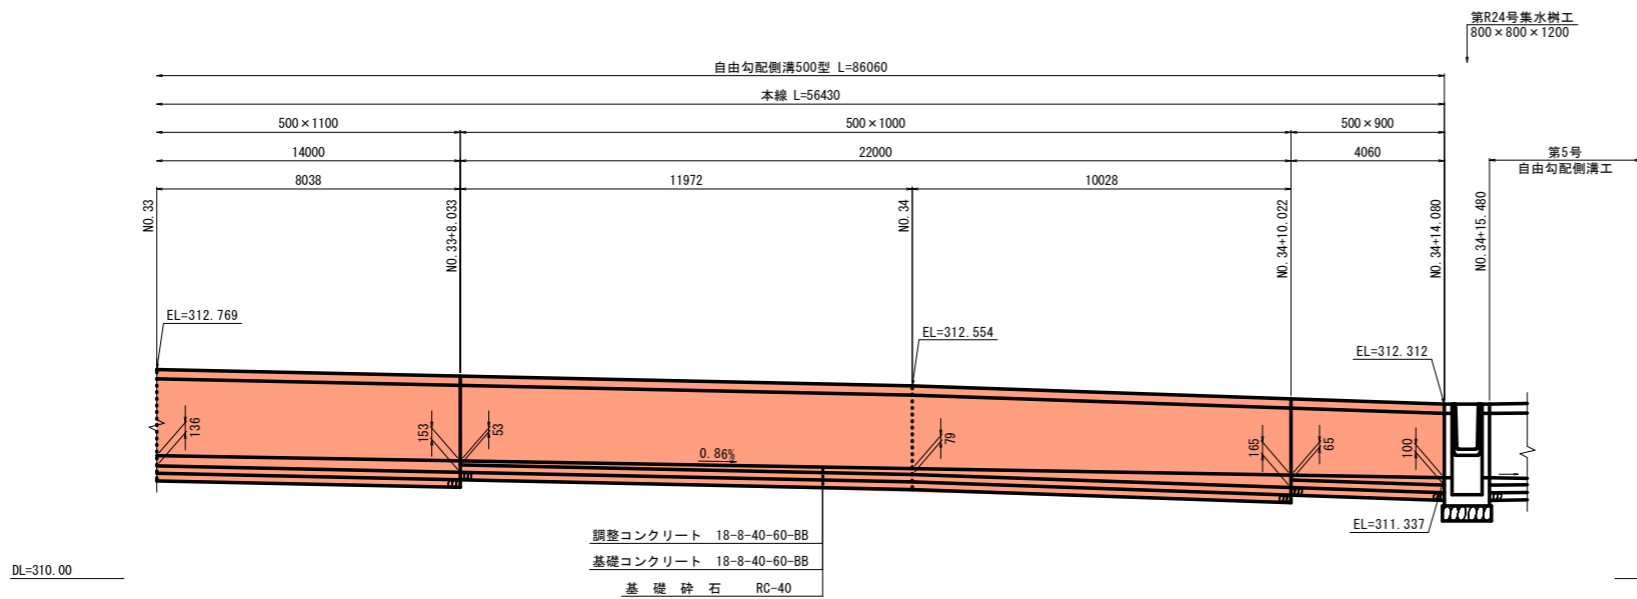 第R24号集水桝工
800×800×1200
自由勾配側溝500型 L=86060
本線 L=56430
500×1100
500×1000
500×900
14000
22000
4060
第5号
自由勾配側溝工
8038
11972
10028
NO.33
NO.33+8.033
NO.34
NO.34+10.022
NO.34+14.080
NO.34+15.480
EL=312.769
EL=312.554
EL=312.312
136
153
53
79
165
65
100
0.86%
EL=311.337
調整コンクリート 18-8-40-60-BB
基礎コンクリート 18-8-40-60-BB
基 礎 砕 石 RC-40
DL=310.00